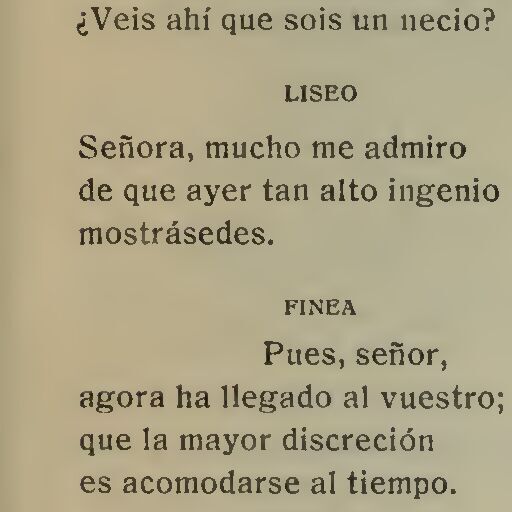 ¿Veis ahí que sois un necio?
LISEO
Señora, mucho me admiro
de que ayer tan alto ingenio
mostrásedes.
FINEA
Pues, señor,
agora ha llegado al vuestro;
que la mayor discreción
es acomodarse al tiempo.